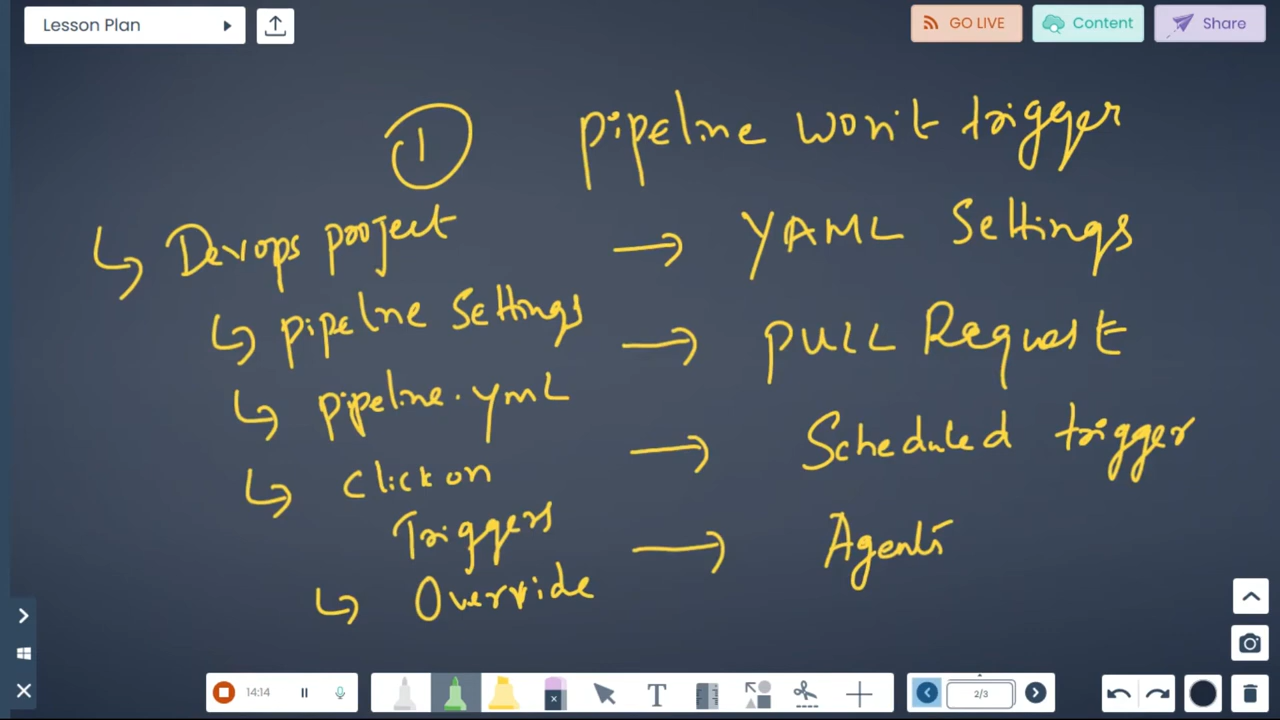 Lesson Plan
GO LIVE
Content
Share
1 pipeline won't trigger
Devops project → YAML Settings
pipeline settings → PULL Request
pipeline.yml
→ Scheduled trigger
Click on
Triggers
→ Agents
Override
14:14
T
2/3